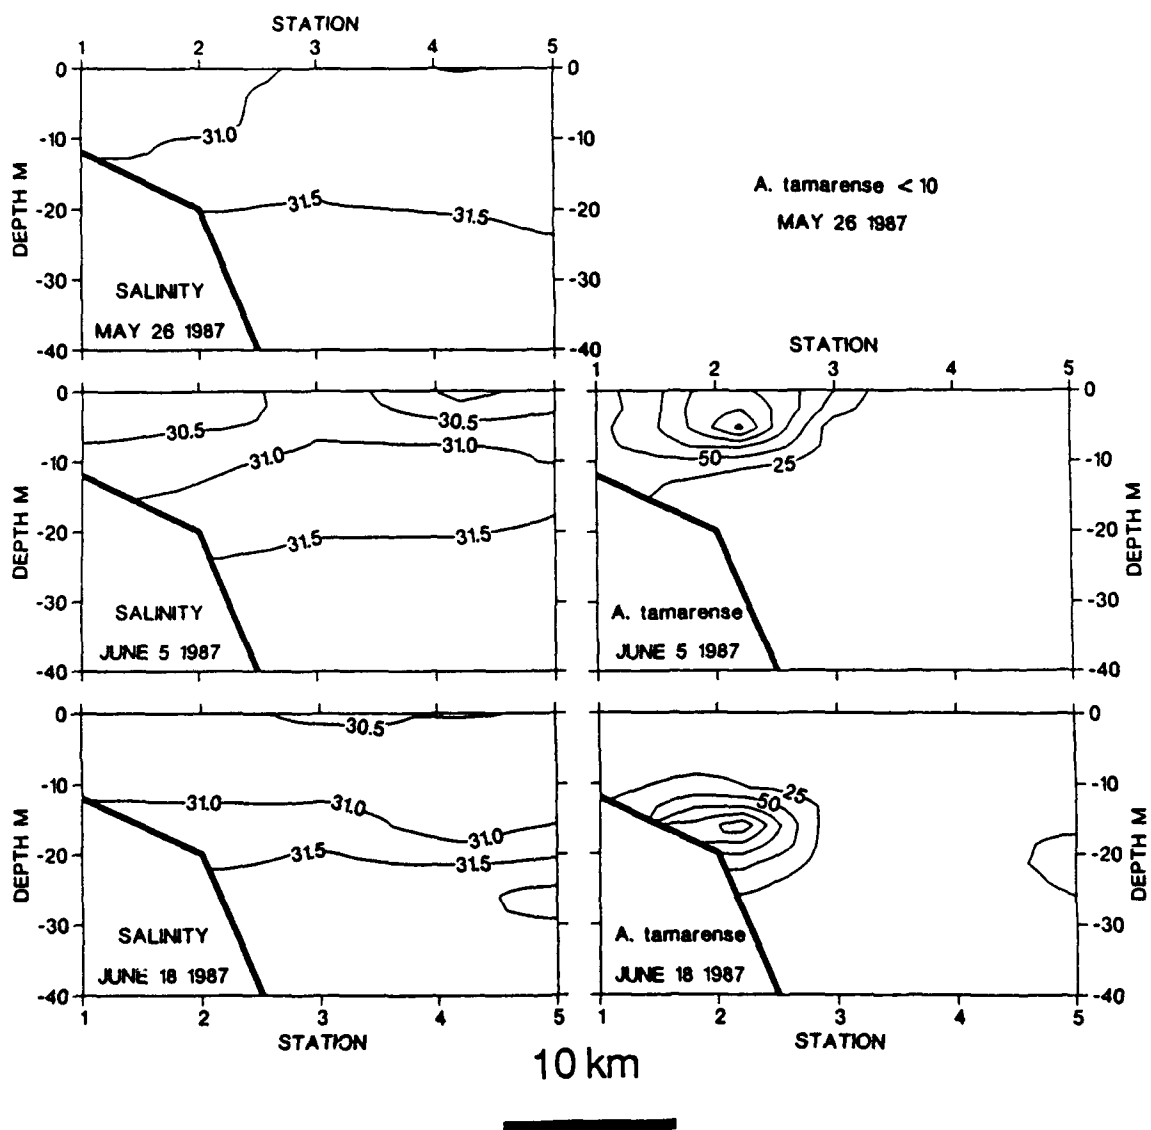 STATION
1 2 3 4 5
0 0
-10 -10
31.0
-20 -20
31.5 31.5
-30 -30
-40 -40
DEPTH M
SALINITY
MAY 26 1987
A. tamarense < 10
MAY 26 1987
0
30.5 30.5
-10
31.0 31.0
-20
31.5 31.5
-30
-40
DEPTH M
SALINITY
JUNE 5 1987
STATION
1 2 3 4 5
0
50 25
-10
-20
-30
-40
DEPTH M
A. tamarense
JUNE 5 1987
0
30.5
-10
31.0 31.0 31.0
-20
31.5 31.5
-30
-40
DEPTH M
SALINITY
JUNE 18 1987
1 2 3 4 5
STATION
0
50 25
-10
-20
-30
-40
DEPTH M
A. tamarense
JUNE 18 1987
1 2 3 4 5
STATION
10 km